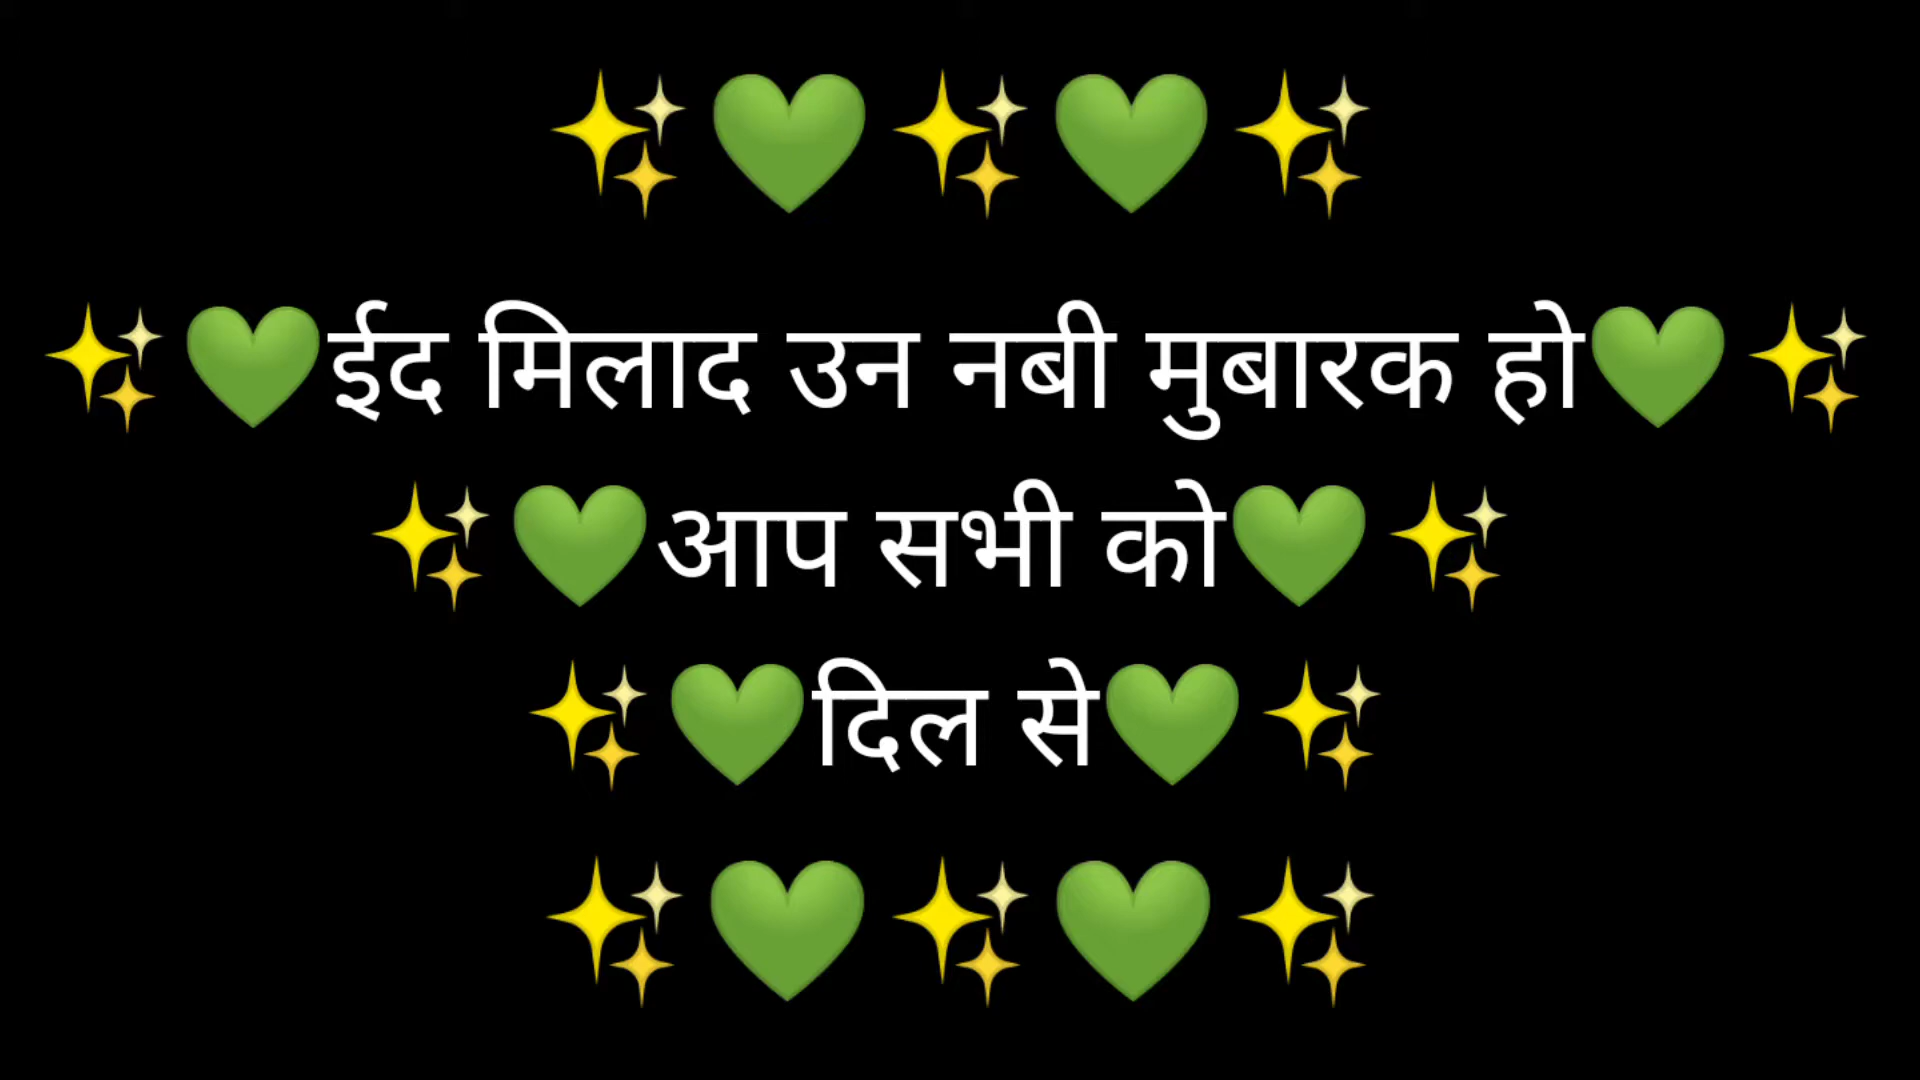 ✨💚✨💚✨
✨💚ईद मिलाद उन नबी मुबारक हो💚✨
✨💚आप सभी को💚✨
✨💚दिल से💚✨
✨💚✨💚✨